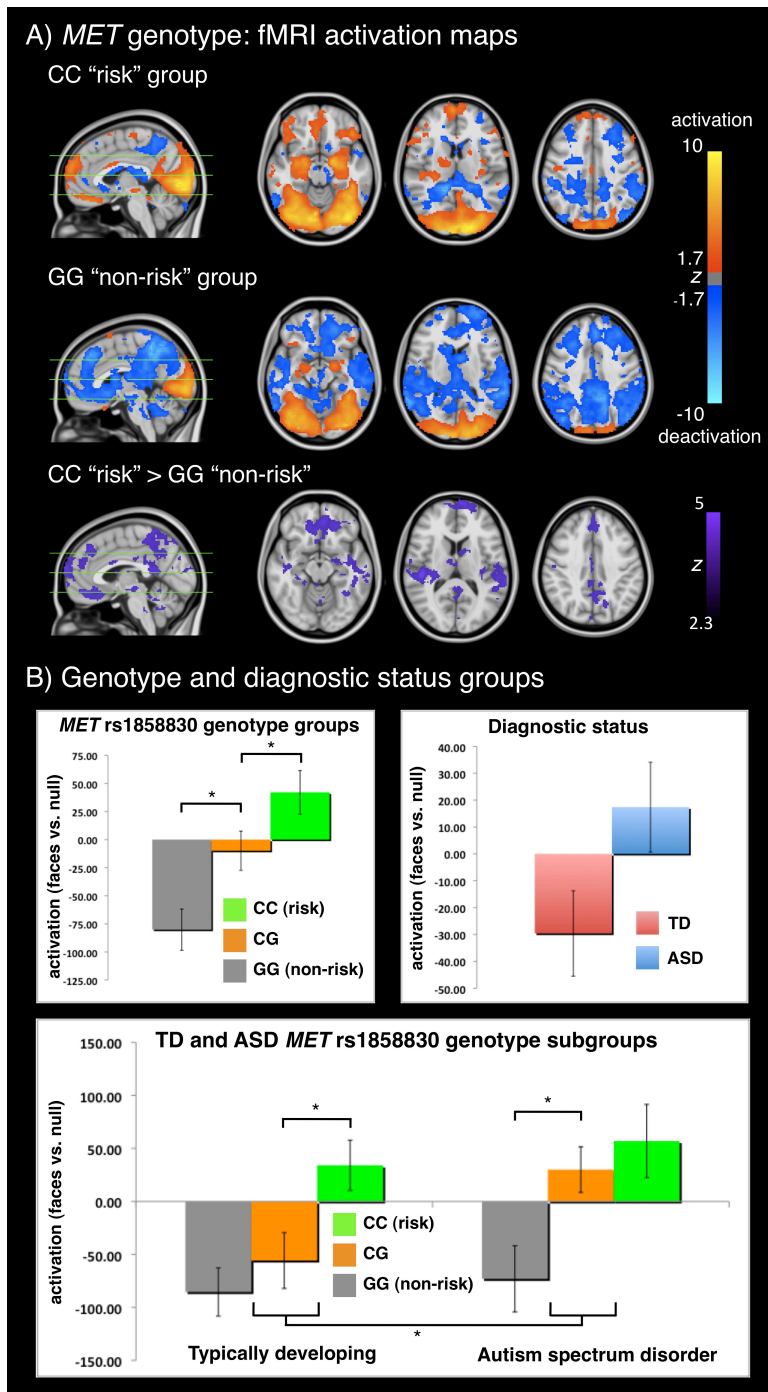 A) MET genotype: fMRI activation maps
CC “risk” group
activation
10
1.7
z
-1.7
-10
deactivation
GG “non-risk” group
CC “risk” > GG “non-risk”
5
z
2.3
B) Genotype and diagnostic status groups
MET rs1858830 genotype groups
activation (faces vs. null)
75.00
50.00
25.00
0.00
-25.00
-50.00
-75.00
-100.00
-125.00
*
*
CC (risk)
CG
GG (non-risk)
Diagnostic status
activation (faces vs. null)
40.00
30.00
20.00
10.00
0.00
-10.00
-20.00
-30.00
-40.00
-50.00
TD
ASD
TD and ASD MET rs1858830 genotype subgroups
activation (faces vs. null)
150.00
100.00
50.00
0.00
-50.00
-100.00
-150.00
*
*
CC (risk)
CG
GG (non-risk)
*
Typically developing
Autism spectrum disorder